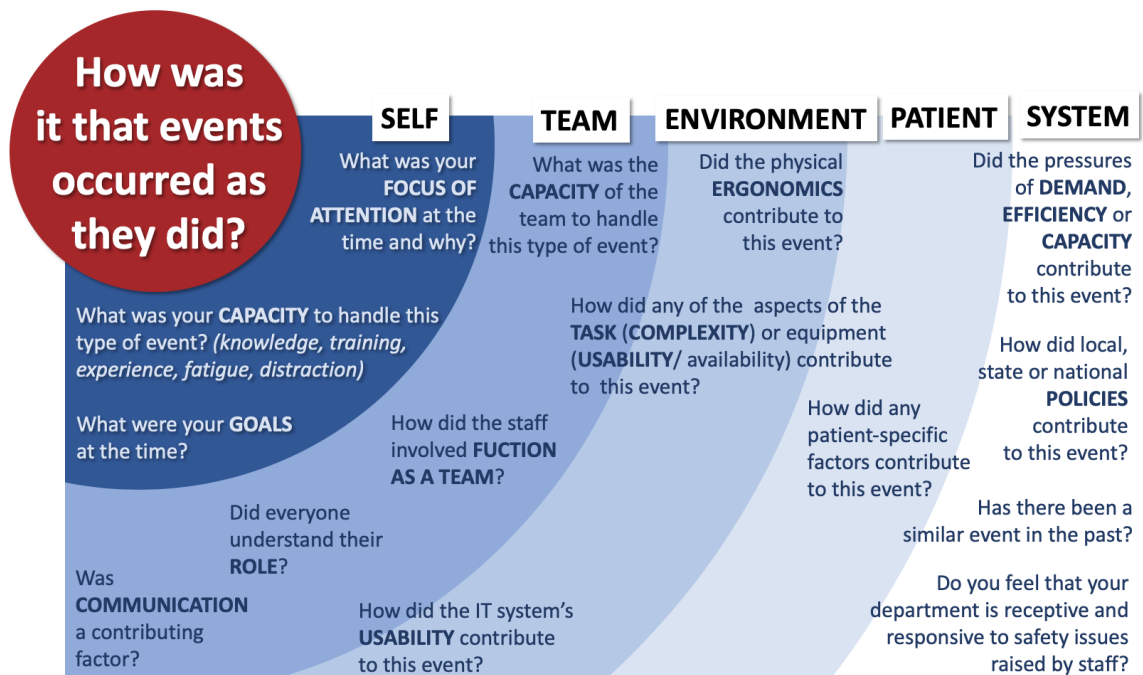 How was
it that events
occurred as
they did?
SELF
What was your
FOCUS OF
ATTENTION at the
time and why?
What was your CAPACITY to handle this
type of event? (knowledge, training,
experience, fatigue, distraction)
What were your GOALS
at the time?
TEAM
What was the
CAPACITY of the
team to handle
this type of event?
How did the staff
involved FUCTION
AS A TEAM?
Did everyone
understand their
ROLE?
Was
COMMUNICATION
a contributing
factor?
ENVIRONMENT
Did the physical
ERGONOMICS
contribute to
this event?
How did any of the aspects of the
TASK (COMPLEXITY) or equipment
(USABILITY/ availability) contribute
to this event?
How did the IT system's
USABILITY contribute
to this event?
PATIENT
How did any
patient-specific
factors contribute
to this event?
SYSTEM
Did the pressures
of DEMAND,
EFFICIENCY or
CAPACITY
contribute
to this event?
How did local,
state or national
POLICIES
contribute
to this event?
Has there been a
similar event in the past?
Do you feel that your
department is receptive and
responsive to safety issues
raised by staff?